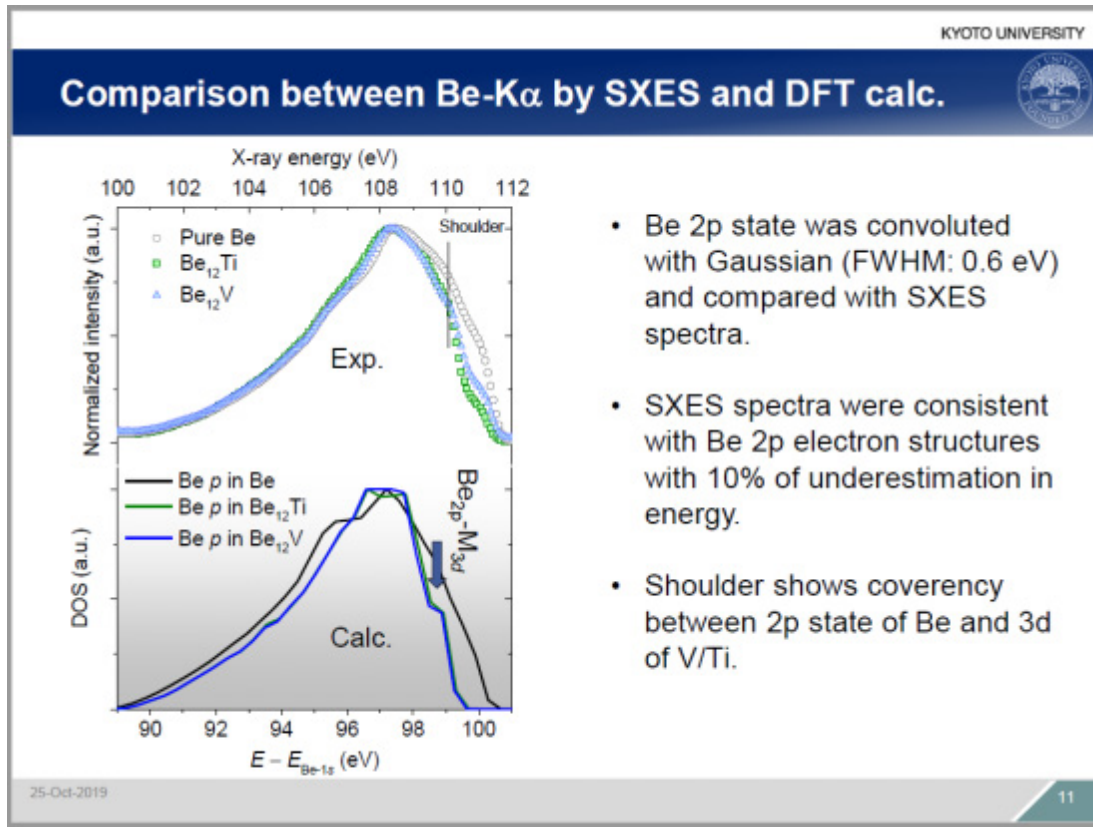 KYOTO UNIVERSITY
Comparison between Be-Kα by SXES and DFT calc.
X-ray energy (eV)
100 102 104 106 108 110 112
Shoulder
Pure Be
Be₁₂Ti
Be₁₂V
Exp.
Normalized intensity (a.u.)
Be p in Be
Be p in Be₁₂Ti
Be p in Be₁₂V
Be₂ₚ-M₃d
Calc.
DOS (a.u.)
90 92 94 96 98 100
E – E Be-1s (eV)
• Be 2p state was convoluted
with Gaussian (FWHM: 0.6 eV)
and compared with SXES
spectra.
• SXES spectra were consistent
with Be 2p electron structures
with 10% of underestimation in
energy.
• Shoulder shows coverency
between 2p state of Be and 3d
of V/Ti.
25-Oct-2019
11